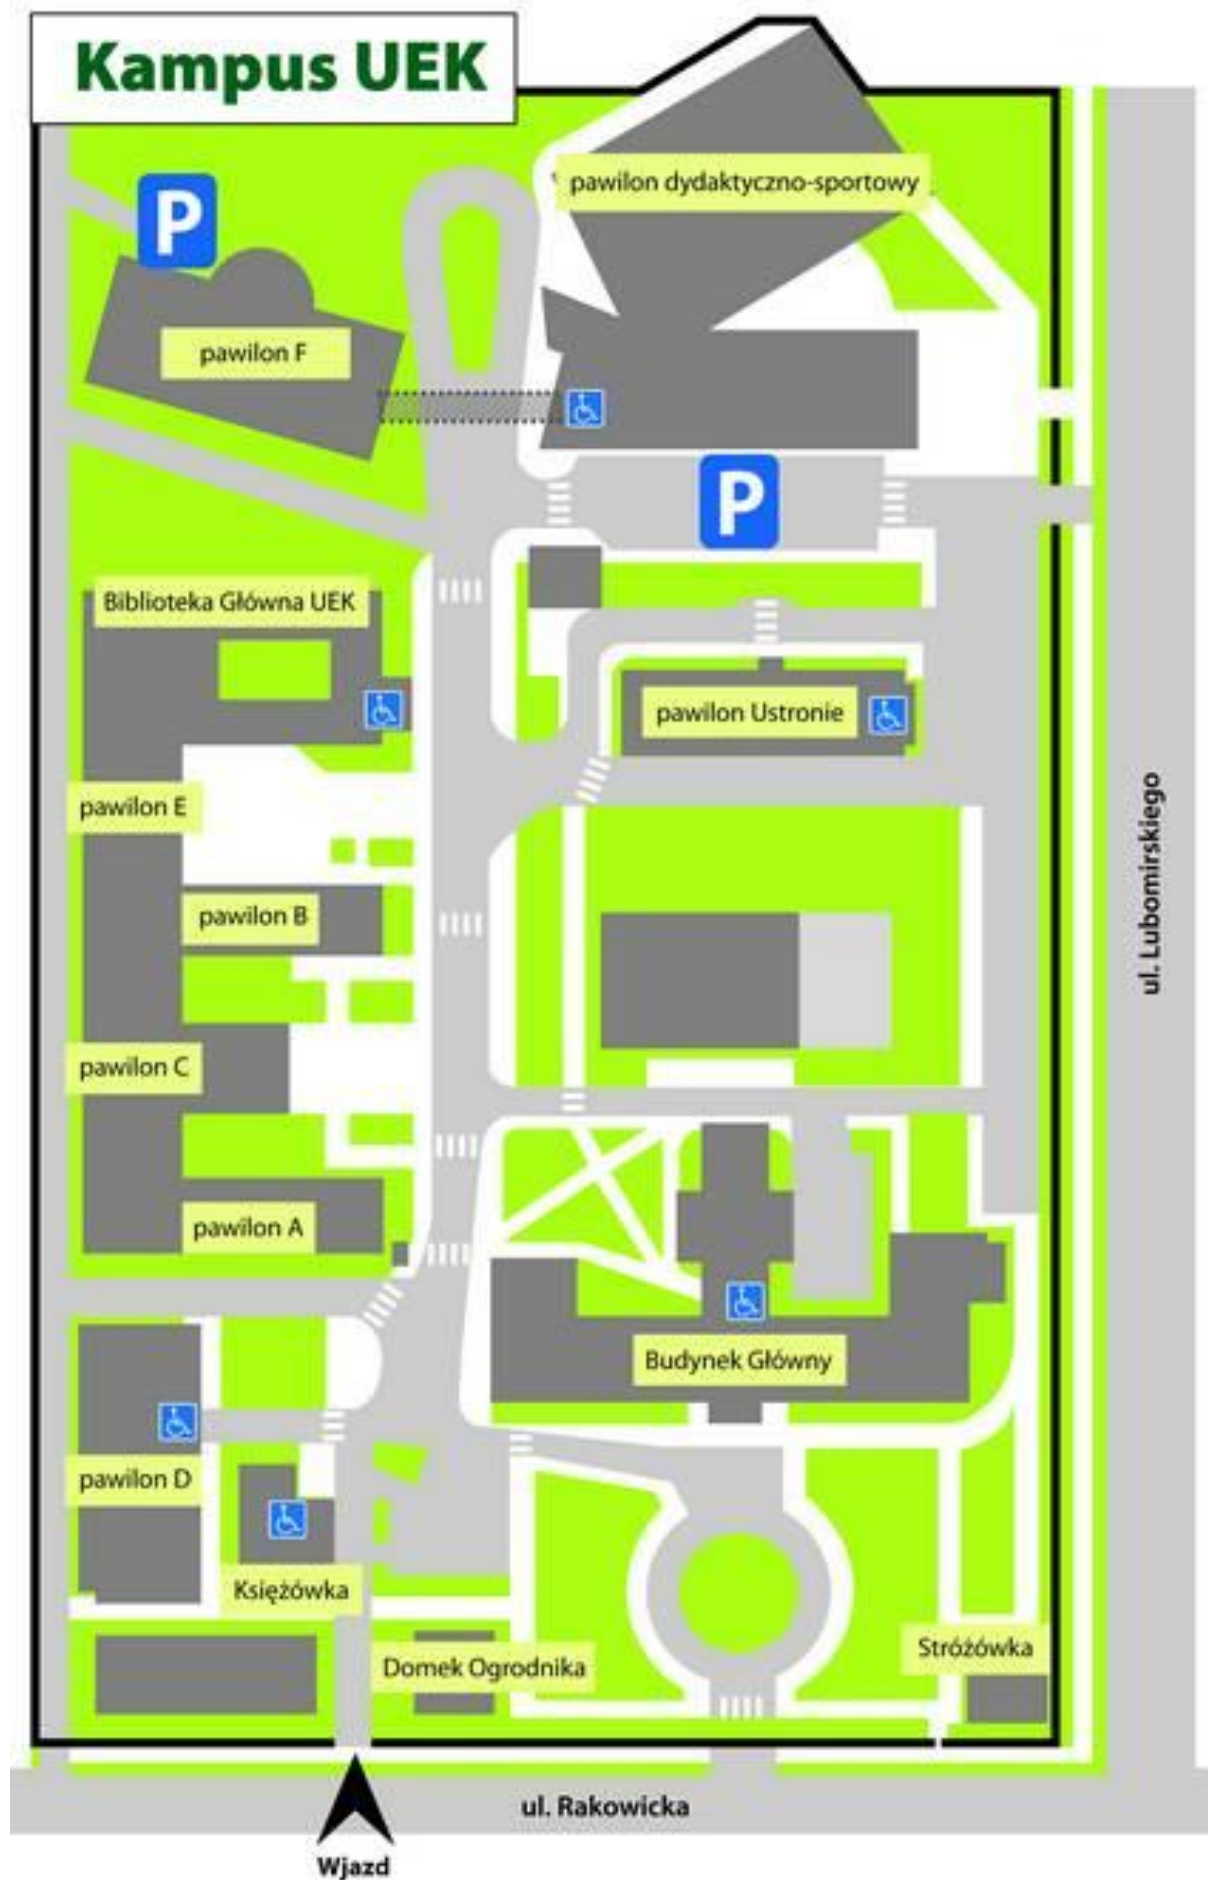 Kampus UEK
pawilon dydaktyczno-sportowy
P
pawilon F
P
Biblioteka Główna UEK
pawilon Ustronie
pawilon E
ul. Lubomirskiego
pawilon B
pawilon C
pawilon A
Budynek Główny
pawilon D
Księżówka
Stróżówka
Domek Ogrodnika
ul. Rakowicka
Wjazd